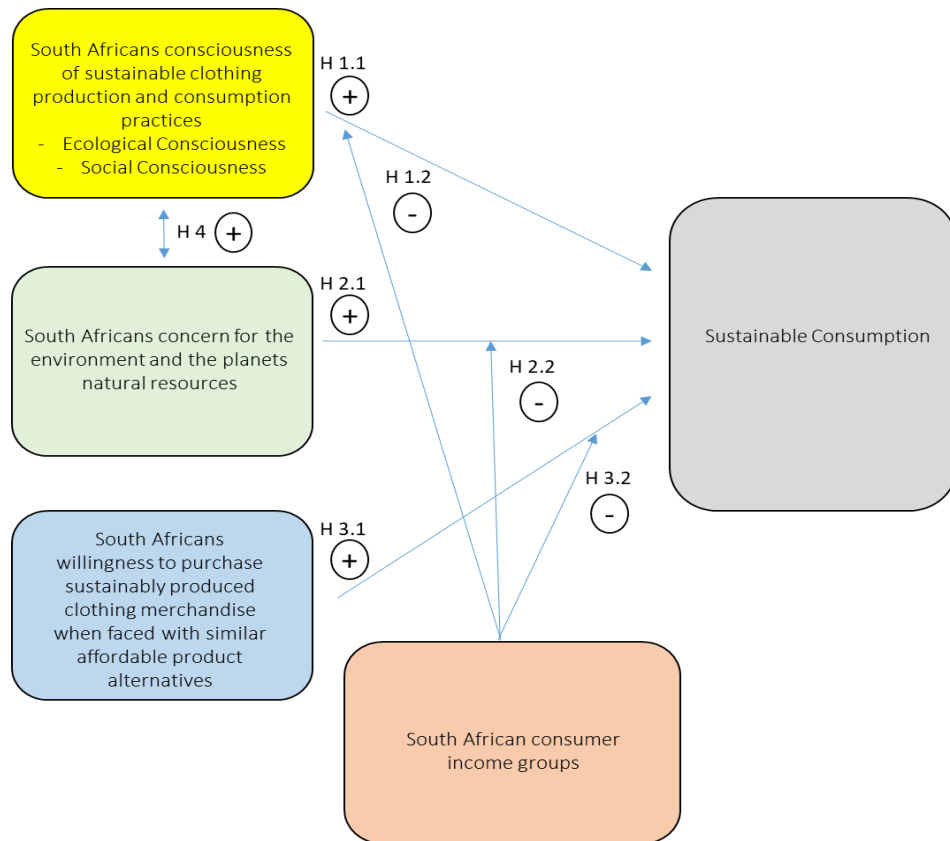 South Africans consciousness
of sustainable clothing
production and consumption
practices
- Ecological Consciousness
- Social Consciousness
H 1.1
+
H 1.2
-
H 4 +
South Africans concern for the
environment and the planets
natural resources
H 2.1
+
H 2.2
-
Sustainable Consumption
South Africans
willingness to purchase
sustainably produced
clothing merchandise
when faced with similar
affordable product
alternatives
H 3.1
+
H 3.2
-
South African consumer
income groups